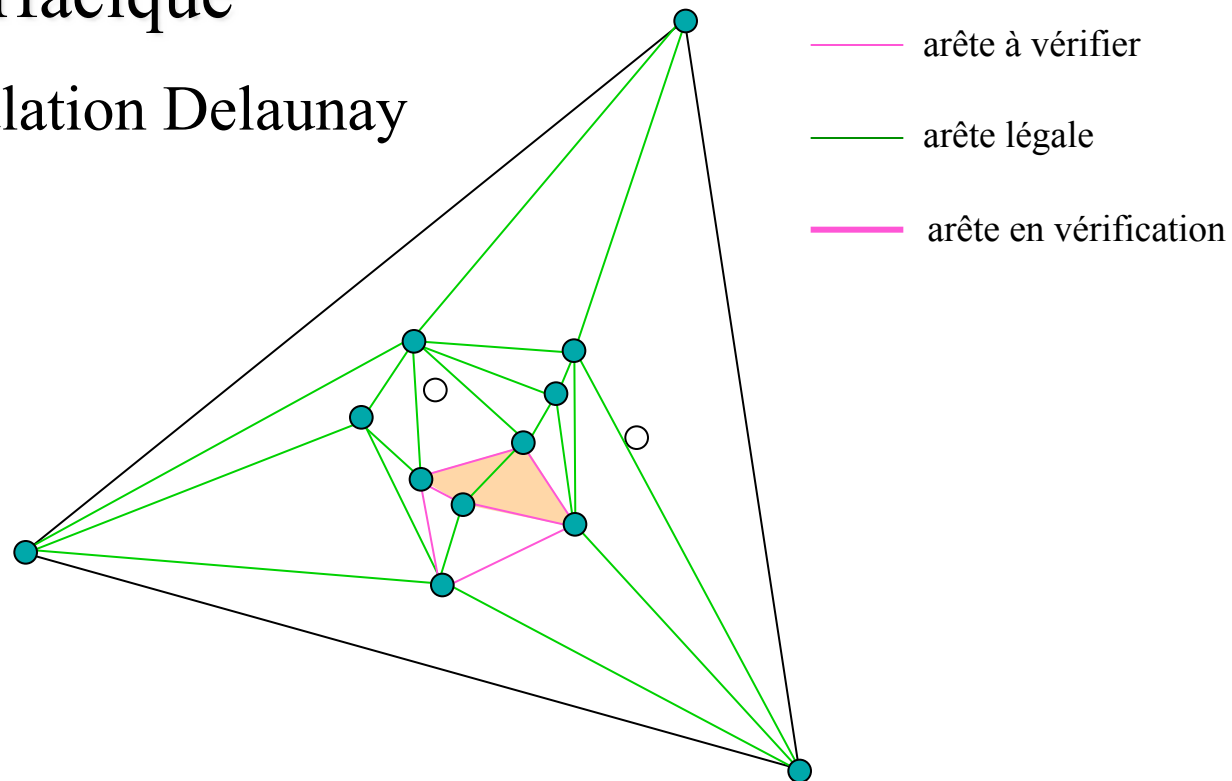 lation Delaunay
arête à vérifier
arête légale
arête en vérification